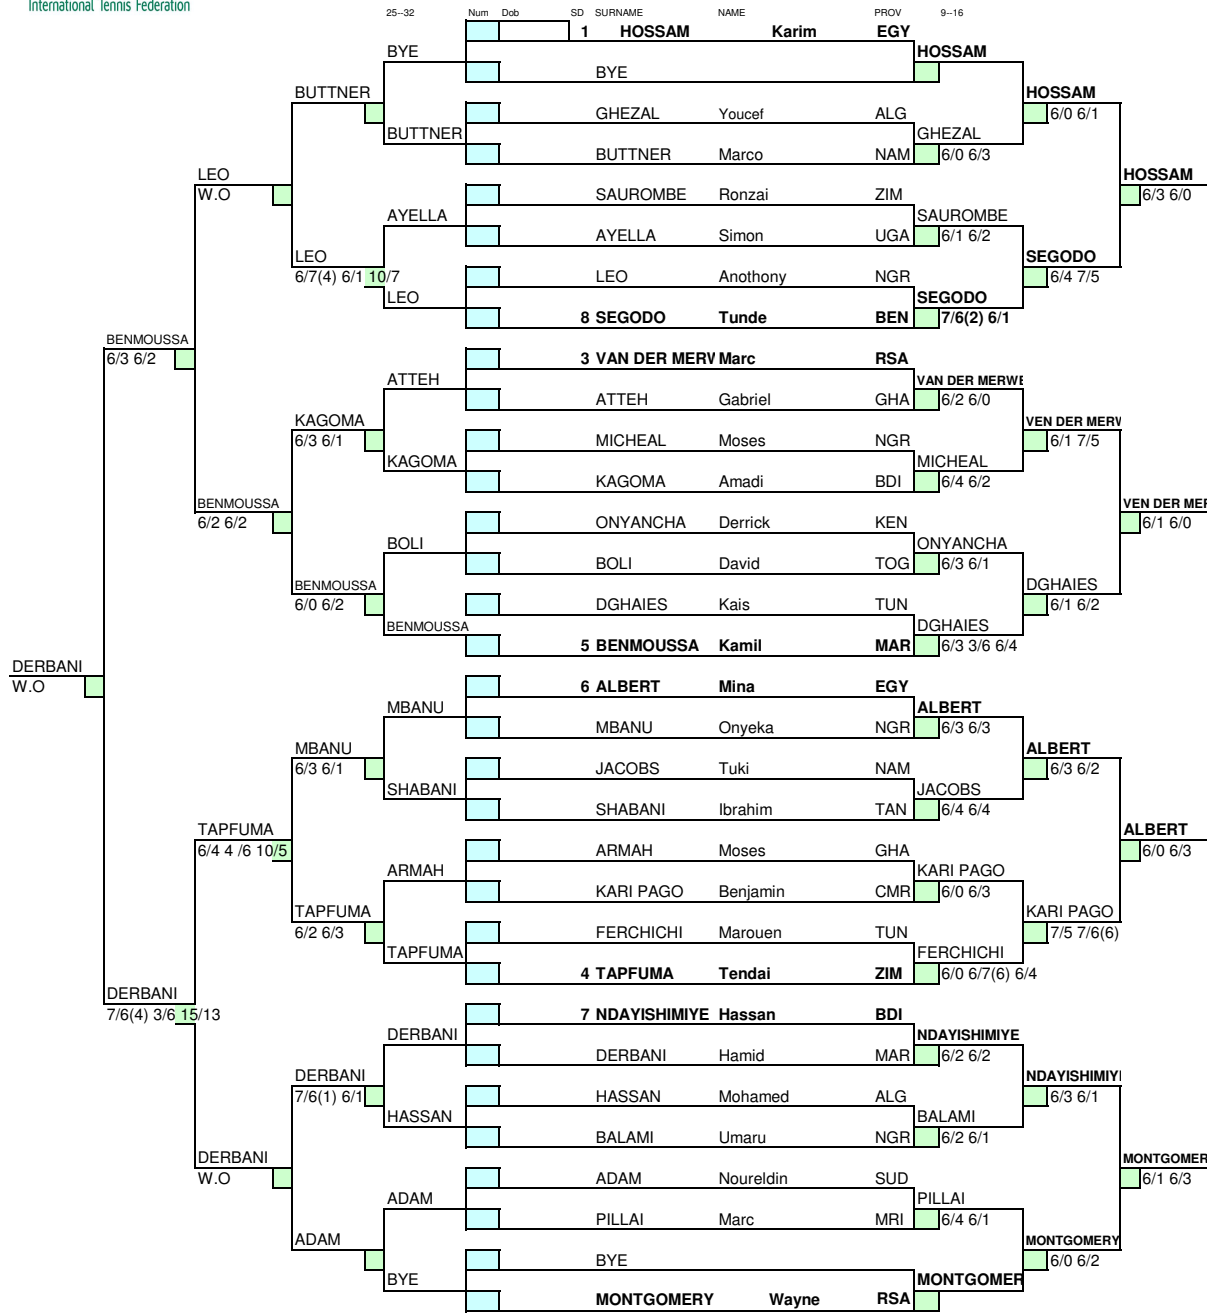 International Tennis Federation
25--32 Num Dob SD SURNAME NAME PROV 9--16
1 HOSSAM Karim EGY
BYE HOSSAM
BYE
BUTTNER HOSSAM
GHEZAL Youcef ALG 6/0 6/1
BUTTNER GHEZAL
BUTTNER Marco NAM 6/0 6/3
LEO HOSSAM
W.O SAUROMBE Ronzai ZIM 6/3 6/0
AYELLA SAUROMBE
AYELLA Simon UGA 6/1 6/2
LEO SEGODO
6/7(4) 6/1 10/7 LEO Anothony NGR 6/4 7/5
LEO SEGODO
8 SEGODO Tunde BEN 7/6(2) 6/1
BENMOUSSA
6/3 6/2 3 VAN DER MERW Marc RSA
ATTEH VAN DER MERWE
ATTEH Gabriel GHA 6/2 6/0
KAGOMA VEN DER MERW
6/3 6/1 MICHEAL Moses NGR 6/1 7/5
KAGOMA MICHEAL
KAGOMA Amadi BDI 6/4 6/2
BENMOUSSA VEN DER MER
6/2 6/2 ONYANCHA Derrick KEN 6/1 6/0
BOLI ONYANCHA
BOLI David TOG 6/3 6/1
BENMOUSSA DGHAIES
6/0 6/2 DGHAIES Kais TUN 6/1 6/2
BENMOUSSA DGHAIES
5 BENMOUSSA Kamil MAR 6/3 3/6 6/4
DERBANI
W.O 6 ALBERT Mina EGY
MBANU ALBERT
MBANU Onyeka NGR 6/3 6/3
MBANU ALBERT
6/3 6/1 JACOBS Tuki NAM 6/3 6/2
SHABANI JACOBS
SHABANI Ibrahim TAN 6/4 6/4
TAPFUMA ALBERT
6/4 4 /6 10/5 ARMAH Moses GHA 6/0 6/3
ARMAH KARI PAGO
KARI PAGO Benjamin CMR 6/0 6/3
TAPFUMA KARI PAGO
6/2 6/3 FERCHICHI Marouen TUN 7/5 7/6(6)
TAPFUMA FERCHICHI
4 TAPFUMA Tendai ZIM 6/0 6/7(6) 6/4
DERBANI
7/6(4) 3/6 15/13 7 NDAYISHIMIYE Hassan BDI
DERBANI NDAYISHIMIYE
DERBANI Hamid MAR 6/2 6/2
DERBANI NDAYISHIMIYI
7/6(1) 6/1 HASSAN Mohamed ALG 6/3 6/1
HASSAN BALAMI
BALAMI Umaru NGR 6/2 6/1
DERBANI MONTGOMER
W.O ADAM Noureldin SUD 6/1 6/3
ADAM PILLAI
PILLAI Marc MRI 6/4 6/1
ADAM MONTGOMERY
BYE 6/0 6/2
BYE MONTGOMER
MONTGOMERY Wayne RSA